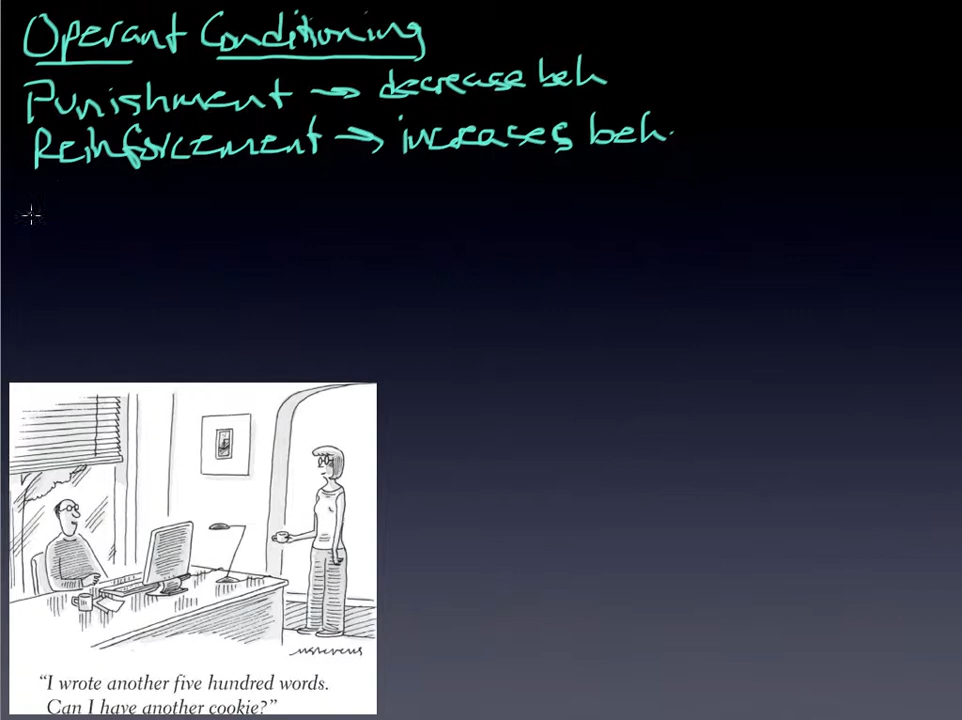 Operant Conditioning
Punishment → decrease beh
Reinforcement → increases beh.
"I wrote another five hundred words.
Can I have another cookie?"